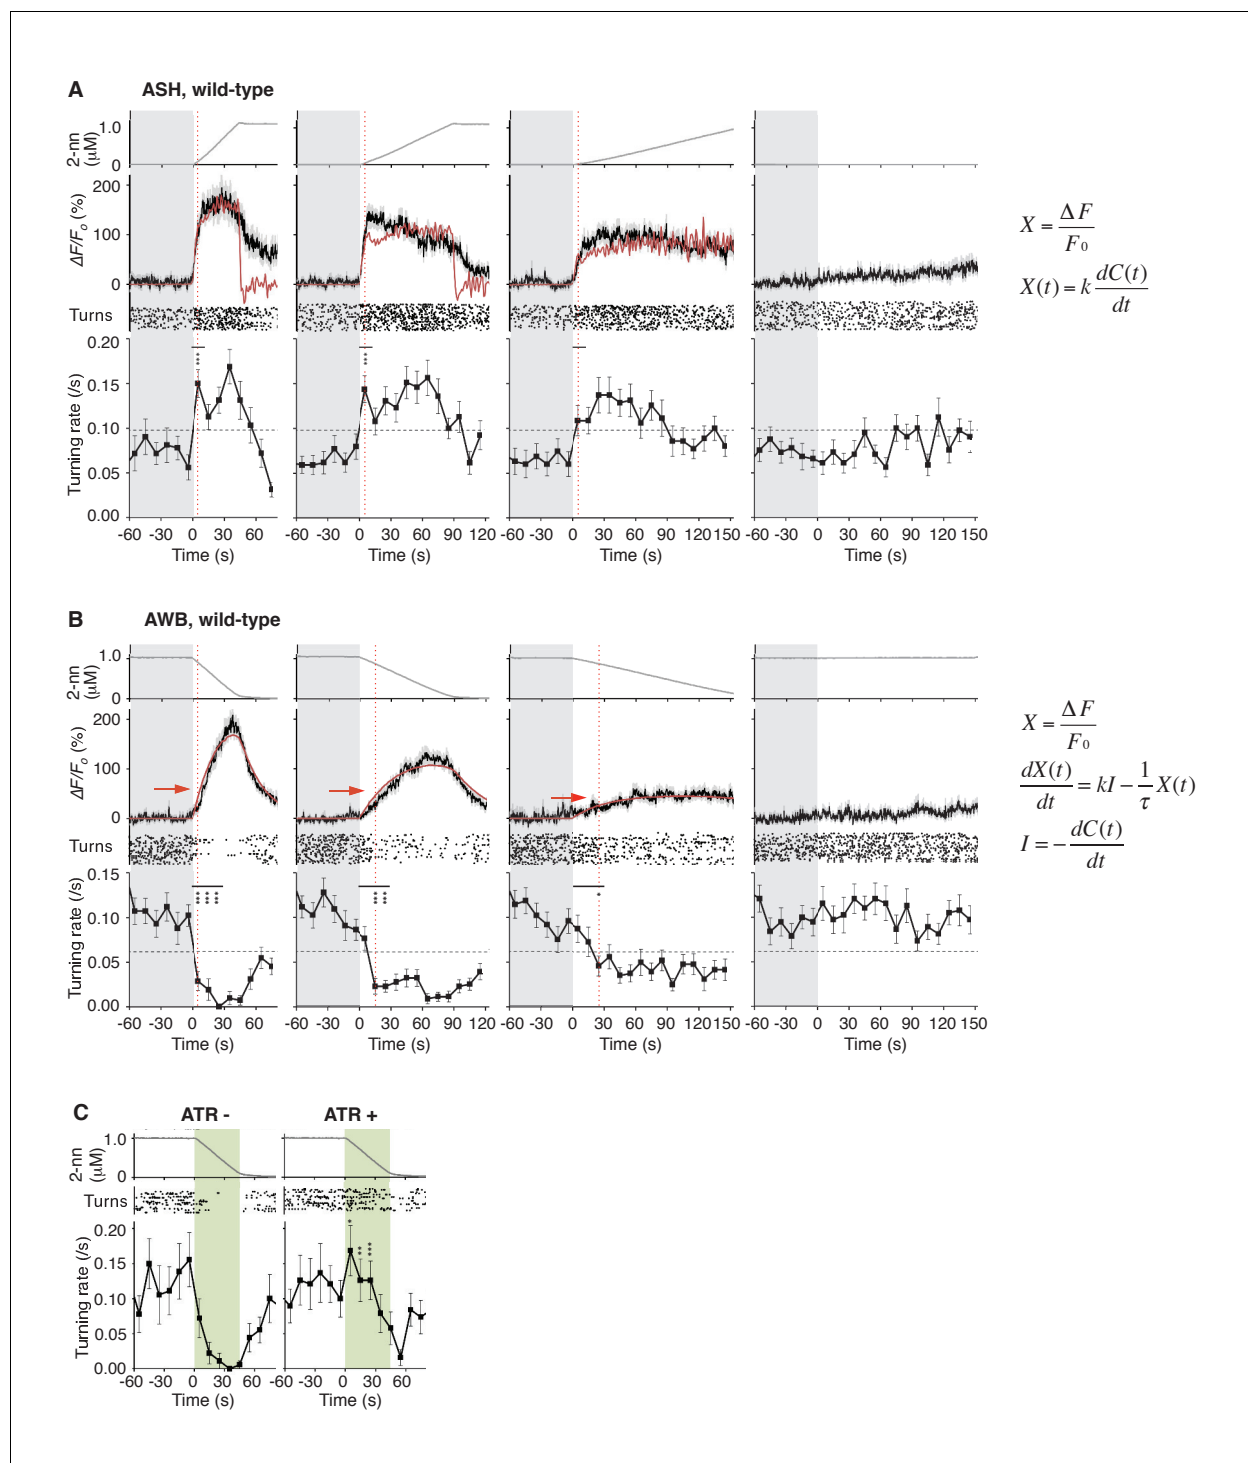 A ASH, wild-type
2-nn (μM)
1.0
0
ΔF/Fo (%)
200
100
0
Turns
Turning rate (/s)
0.20
0.15
0.10
0.05
0.00
*** ***
-60 -30 0 30 60
-60 -30 0 30 60 90 120
-60 -30 0 30 60 90 120 150
-60 -30 0 30 60 90 120 150
Time (s) Time (s) Time (s) Time (s)
X = ΔF/F0
X(t) = k dC(t)/dt
B AWB, wild-type
2-nn (μM)
1.0
0
ΔF/Fo (%)
200
100
0
Turns
Turning rate (/s)
0.15
0.10
0.05
0.00
*** *** *** *** *** *
-60 -30 0 30 60
-60 -30 0 30 60 90 120
-60 -30 0 30 60 90 120 150
-60 -30 0 30 60 90 120 150
Time (s) Time (s) Time (s) Time (s)
X = ΔF/F0
dX(t)/dt = kI − 1/τ X(t)
I = − dC(t)/dt
C ATR - ATR +
2-nn (μM)
1.0
0
Turns
Turning rate (/s)
0.20
0.15
0.10
0.05
0.00
* ** ***
-60 -30 0 30 60
-60 -30 0 30 60
Time (s) Time (s)